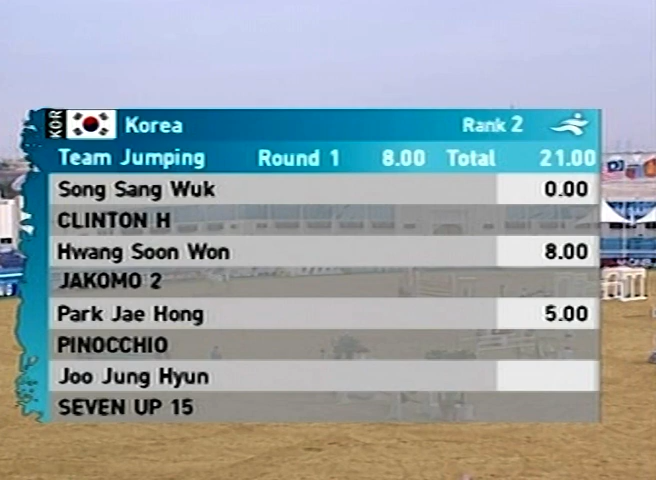 KOR Korea Rank 2
Team Jumping Round 1 8.00 Total 21.00
Song Sang Wuk 0.00
CLINTON H
Hwang Soon Won 8.00
JAKOMO 2
Park Jae Hong 5.00
PINOCCHIO
Joo Jung Hyun
SEVEN UP 15